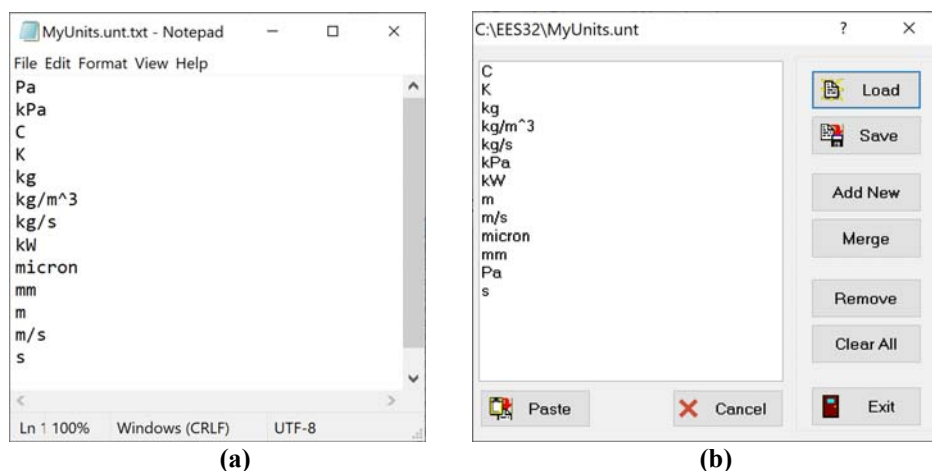 MyUnits.unt.txt - Notepad
File Edit Format View Help
Pa
kPa
C
K
kg
kg/m^3
kg/s
kW
micron
mm
m
m/s
s
Ln 1 100% Windows (CRLF) UTF-8
(a)
C:\EES32\MyUnits.unt
?
C
K
kg
kg/m^3
kg/s
kPa
kW
m
m/s
micron
mm
Pa
s
Load
Save
Add New
Merge
Remove
Clear All
Paste
Cancel
Exit
(b)